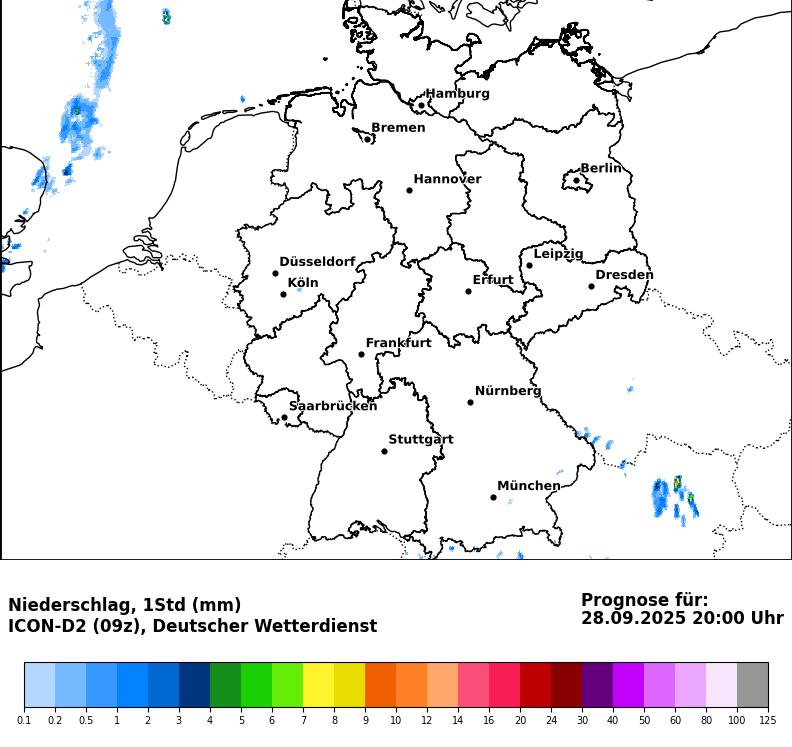 Hamburg
Bremen
Berlin
Hannover
Leipzig
Düsseldorf
Dresden
Köln
Erfurt
Frankfurt
Nürnberg
Saarbrücken
Stuttgart
München
Niederschlag, 1Std (mm)
ICON-D2 (09z), Deutscher Wetterdienst
Prognose für:
28.09.2025 20:00 Uhr
0.1 0.2 0.5 1 2 3 4 5 6 7 8 9 10 12 14 16 20 24 30 40 50 60 80 100 125